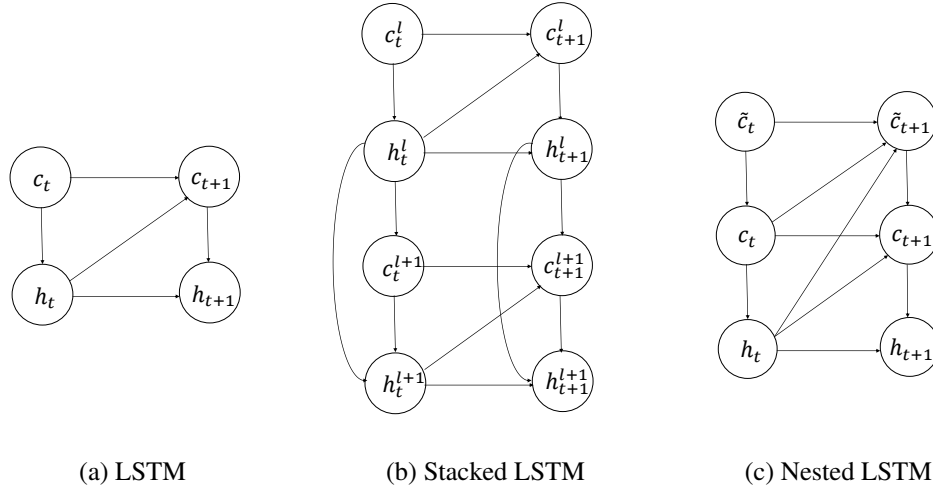 c_t c_{t+1}
h_t h_{t+1}
(a) LSTM
c_t^l c_{t+1}^l
h_t^l h_{t+1}^l
c_t^{l+1} c_{t+1}^{l+1}
h_t^{l+1} h_{t+1}^{l+1}
(b) Stacked LSTM
c̃_t c̃_{t+1}
c_t c_{t+1}
h_t h_{t+1}
(c) Nested LSTM